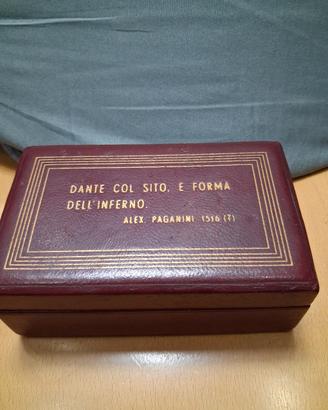 DANTE COL SITO, E FORMA
DELL'INFERNO.
ALEX. PAGANINI 1516 (?)